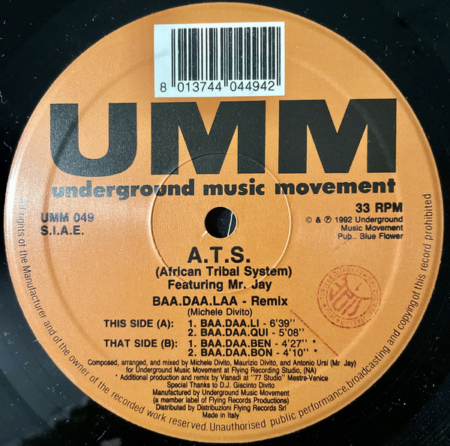 8 013744 044942
UMM
underground music movement
UMM 049
S.I.A.E.
33 RPM
© & ℗ 1992 Underground
Music Movement
Pub.. Blue Flower
A.T.S.
(African Tribal System)
Featuring Mr. Jay
BAA.DAA.LAA - Remix
(Michele Divito)
THIS SIDE (A): 1. BAA.DAA.LI - 6'39"
2. BAA.DAA.QUI - 5'08"
THAT SIDE (B): 1. BAA.DAA.BEN - 4'27" *
2. BAA.DAA.BON - 4'10" *
Composed, arranged, and mixed by Michele Divito, Maurizio Divito, and Antonio Ursi (Mr. Jay)
for Underground Music Movement at Flying Recording Studio, (NA)
* Additional production and remix by Visnadi at "77 Studio" Mestre-Venice
Special Thanks to D.J. Giacinto Divito
Manufactured by Underground Music Movement
(a member label of Flying Records Productions)
Distributed by Distribuzioni Flying Records Srl
Made in Italy
All rights of the Manufacturer and of the owner of the recorded work reserved. Unauthorised public performance, broadcasting and copying of this record prohibited